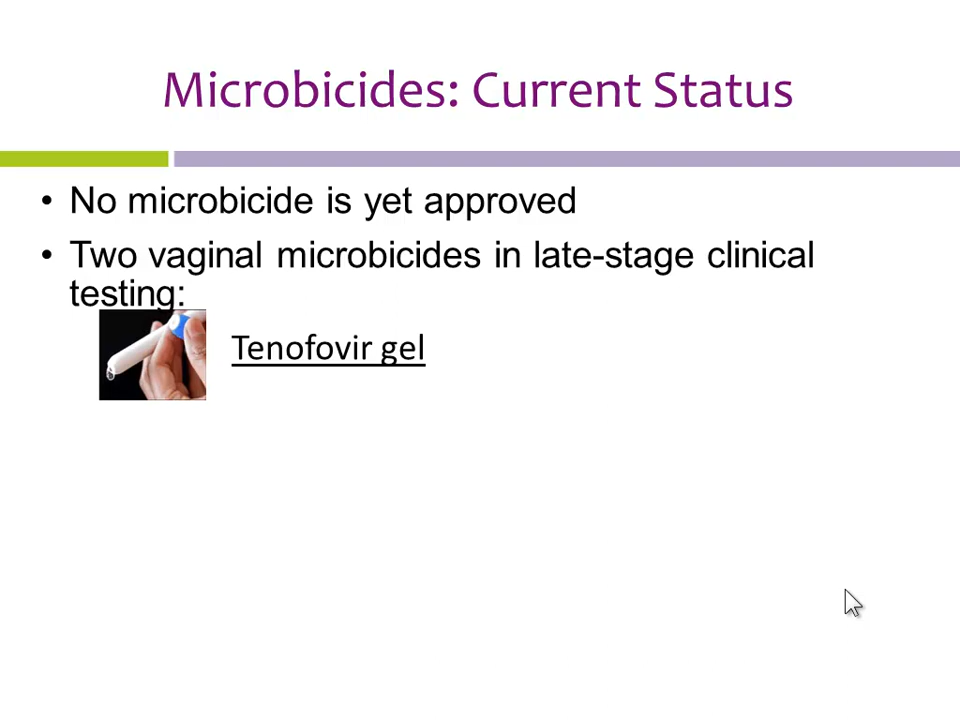 Microbicides: Current Status
• No microbicide is yet approved
• Two vaginal microbicides in late-stage clinical
testing:
Tenofovir gel